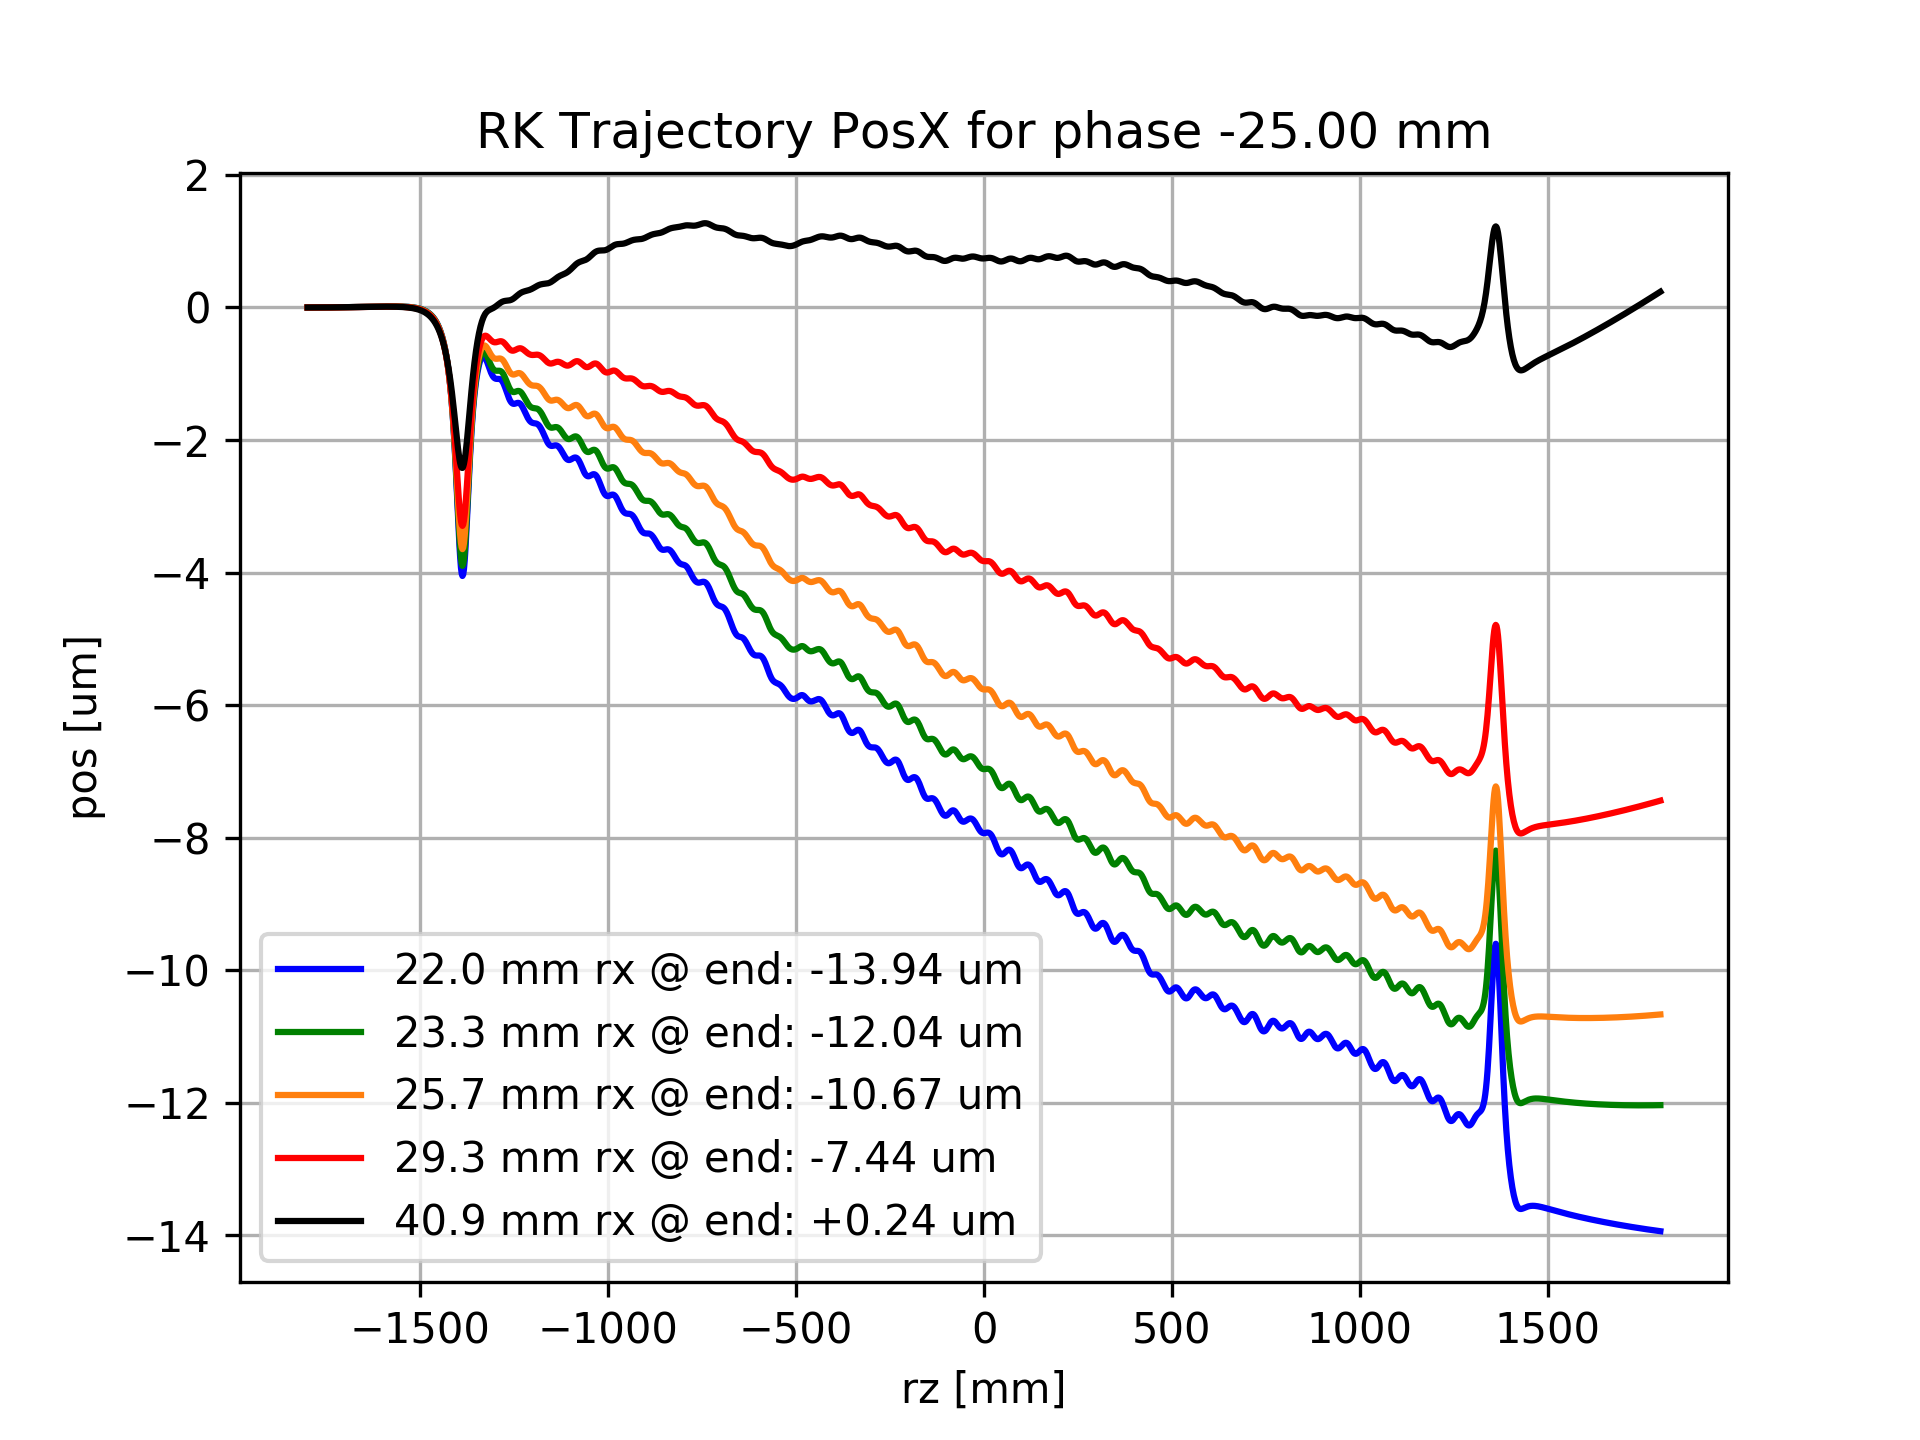 RK Trajectory PosX for phase -25.00 mm
2
0
−2
−4
−6
−8
−10
−12
−14
pos [um]
22.0 mm rx @ end: -13.94 um
23.3 mm rx @ end: -12.04 um
25.7 mm rx @ end: -10.67 um
29.3 mm rx @ end: -7.44 um
40.9 mm rx @ end: +0.24 um
−1500 −1000 −500 0 500 1000 1500
rz [mm]